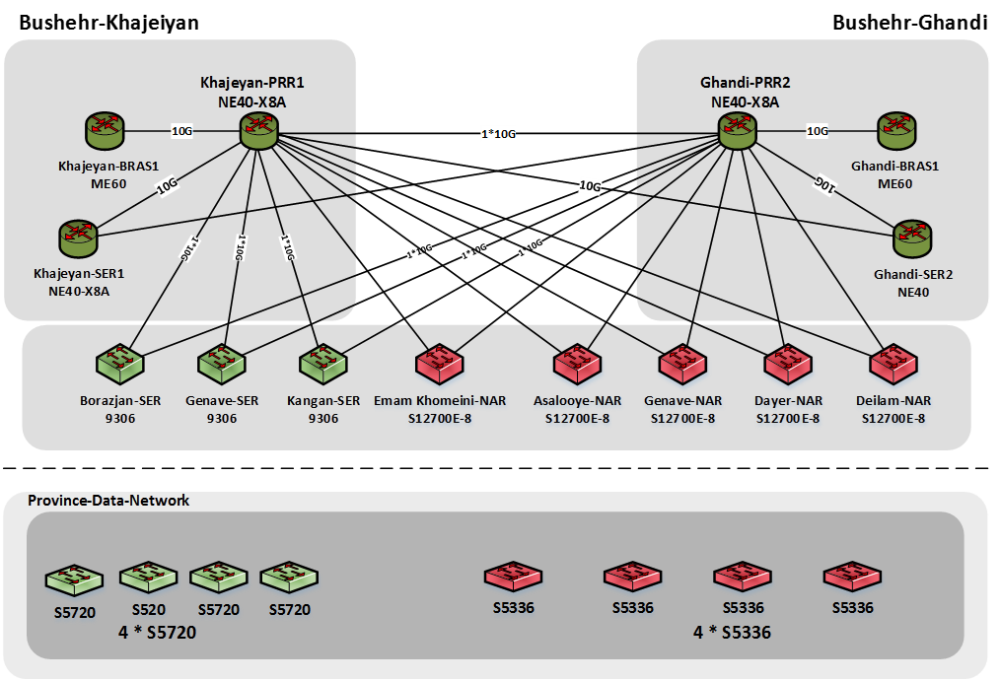 Bushehr-Khajeiyan
Bushehr-Ghandi
Khajeyan-PRR1
NE40-X8A
Ghandi-PRR2
NE40-X8A
10G
1*10G
10G
Khajeyan-BRAS1
ME60
Ghandi-BRAS1
ME60
10G
10G
10G
Khajeyan-SER1
NE40-X8A
Ghandi-SER2
NE40
1*10G
1*10G
1*10G
1*10G
1*10G
1*10G
Borazjan-SER
9306
Genave-SER
9306
Kangan-SER
9306
Emam Khomeini-NAR
S12700E-8
Asalooye-NAR
S12700E-8
Genave-NAR
S12700E-8
Dayer-NAR
S12700E-8
Deilam-NAR
S12700E-8
Province-Data-Network
S5720
S520
S5720
S5720
4 * S5720
S5336
S5336
S5336
S5336
4 * S5336